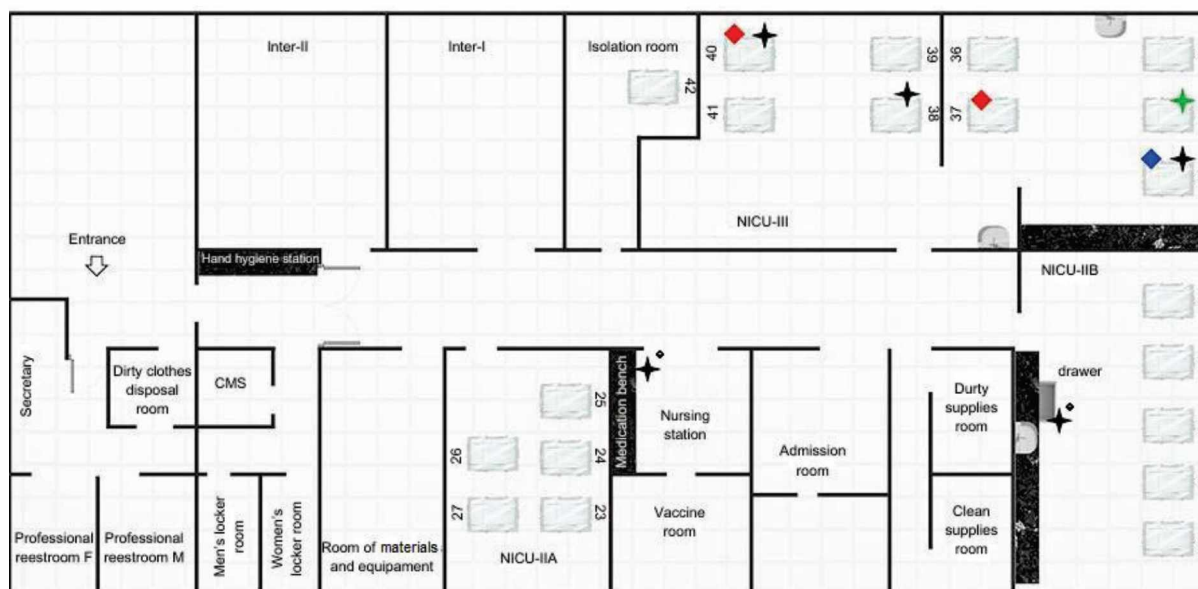 Inter-II
Inter-I
Isolation room
42
40
41
39
38
36
37
NICU-III
Entrance
Hand hygiene station
NICU-IIB
Secretary
Dirty clothes
disposal
room
CMS
25
26
24
27
23
NICU-IIA
Medication bench
Nursing
station
Vaccine
room
Admission
room
Durty
supplies
room
Clean
supplies
room
drawer
Professional
reestroom F
Professional
reestroom M
Men's locker
room
Women's
locker room
Room of materials
and equipament